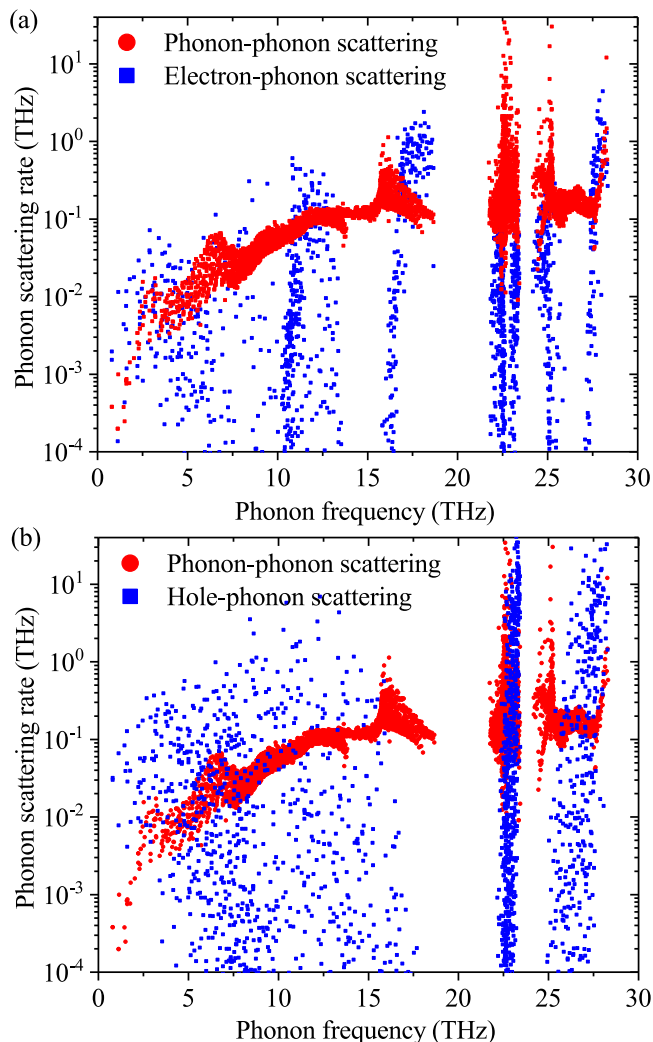 (a)
Phonon-phonon scattering
Electron-phonon scattering
Phonon scattering rate (THz)
10¹
10⁰
10⁻¹
10⁻²
10⁻³
10⁻⁴
0 5 10 15 20 25 30
Phonon frequency (THz)
(b)
Phonon-phonon scattering
Hole-phonon scattering
Phonon scattering rate (THz)
10¹
10⁰
10⁻¹
10⁻²
10⁻³
10⁻⁴
0 5 10 15 20 25 30
Phonon frequency (THz)